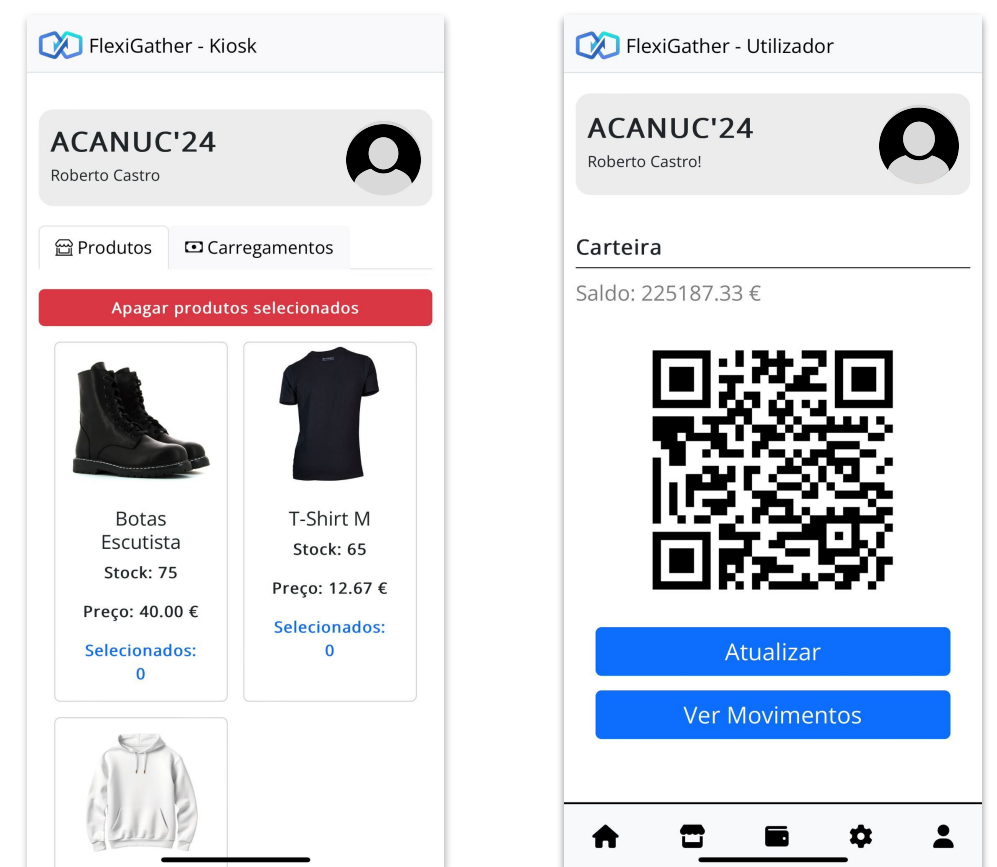 FlexiGather - Kiosk
ACANUC'24
Roberto Castro
Produtos
Carregamentos
Apagar produtos selecionados
Botas
Escutista
Stock: 75
Preço: 40.00 €
Selecionados:
0
T-Shirt M
Stock: 65
Preço: 12.67 €
Selecionados:
0
FlexiGather - Utilizador
ACANUC'24
Roberto Castro!
Carteira
Saldo: 225187.33 €
Atualizar
Ver Movimentos